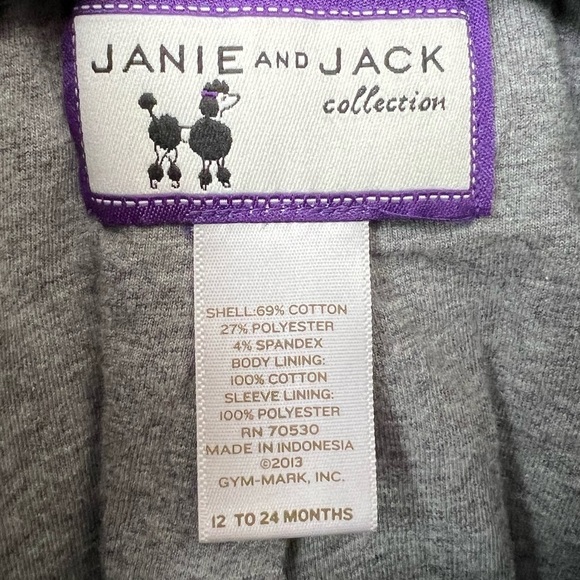 JANIE AND JACK
collection
SHELL:69% COTTON
27% POLYESTER
4% SPANDEX
BODY LINING:
100% COTTON
SLEEVE LINING:
100% POLYESTER
RN 70530
MADE IN INDONESIA
©2013
GYM-MARK, INC.
12 TO 24 MONTHS